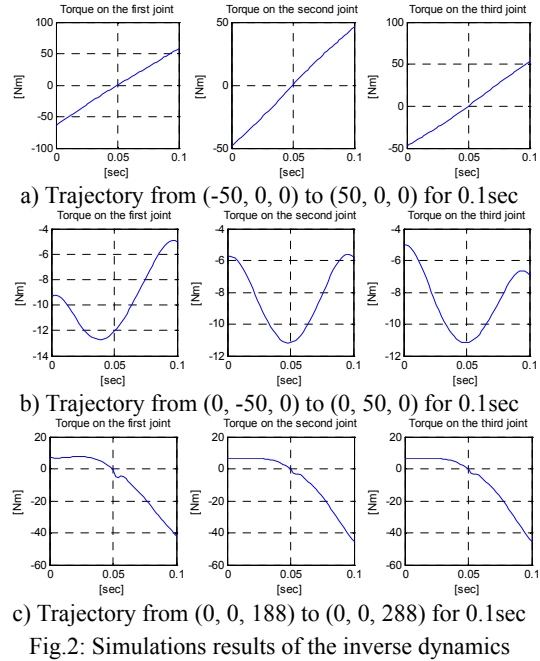 Torque on the first joint Torque on the second joint Torque on the third joint
100 50 100
50 50
[Nm] 0 [Nm] 0 [Nm] 0
-50
-100 -50 -50
0 0.05 0.1 0 0.05 0.1 0 0.05 0.1
[sec] [sec] [sec]
a) Trajectory from (-50, 0, 0) to (50, 0, 0) for 0.1sec
Torque on the first joint Torque on the second joint Torque on the third joint
-4 -4 -4
-6 -6 -6
-8 -8 -8
[Nm] [Nm] [Nm]
-10 -10 -10
-12
-14 -12 -12
0 0.05 0.1 0 0.05 0.1 0 0.05 0.1
[sec] [sec] [sec]
b) Trajectory from (0, -50, 0) to (0, 50, 0) for 0.1sec
Torque on the first joint Torque on the second joint Torque on the third joint
20 20 20
0 0 0
[Nm] -20 [Nm] -20 [Nm] -20
-40 -40 -40
-60 -60 -60
0 0.05 0.1 0 0.05 0.1 0 0.05 0.1
[sec] [sec] [sec]
c) Trajectory from (0, 0, 188) to (0, 0, 288) for 0.1sec
Fig.2: Simulations results of the inverse dynamics